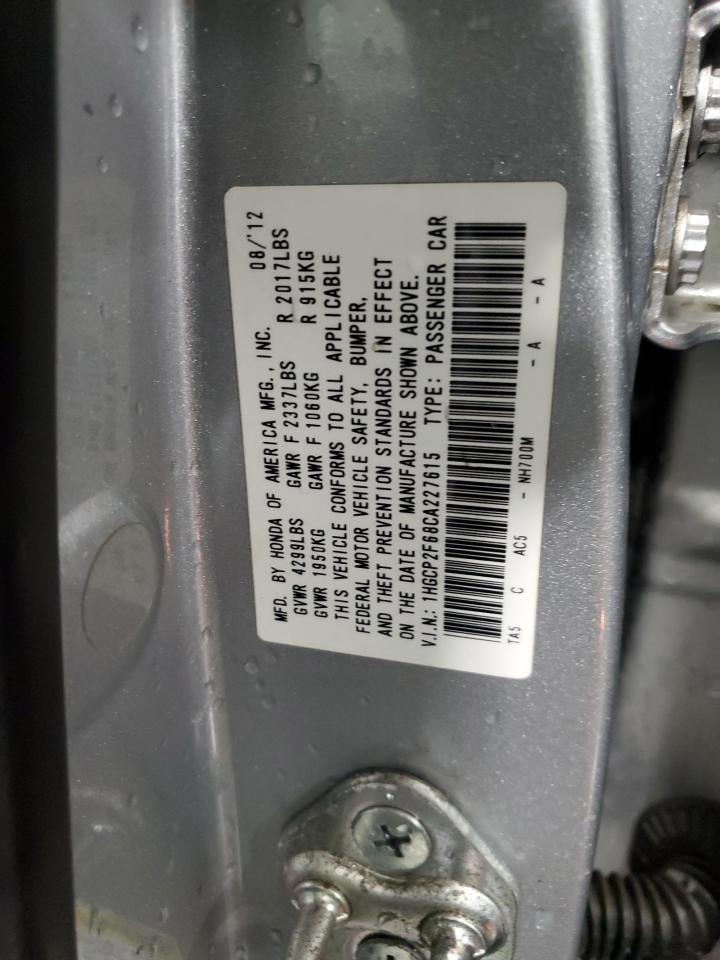 MFD. BY HONDA OF AMERICA MFG., INC. 08/'12
GVWR 4299LBS GAWR F 2337LBS R 2017LBS
GVWR 1950KG GAWR F 1060KG R 915KG
THIS VEHICLE CONFORMS TO ALL APPLICABLE
FEDERAL MOTOR VEHICLE SAFETY, BUMPER,
AND THEFT PREVENTION STANDARDS IN EFFECT
ON THE DATE OF MANUFACTURE SHOWN ABOVE.
V.I.N.: 1HGCP2F68CA227615 TYPE: PASSENGER CAR
TA5 C AC5 - NH700M - A - A